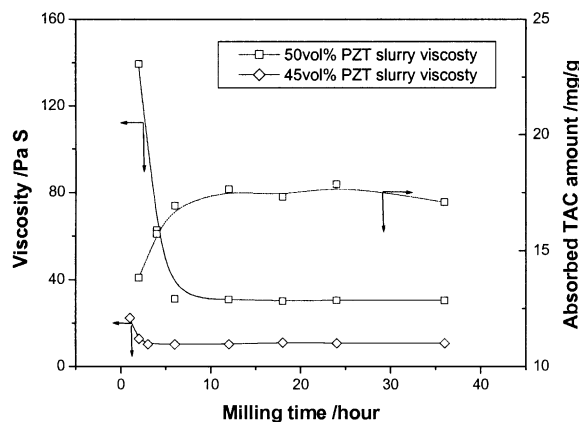 160
120
80
40
0
Viscosity /Pa S
50vol% PZT slurry viscosty
45vol% PZT slurry viscosty
25
20
15
10
Absorbed TAC amount /mg/g
0 10 20 30 40
Milling time /hour